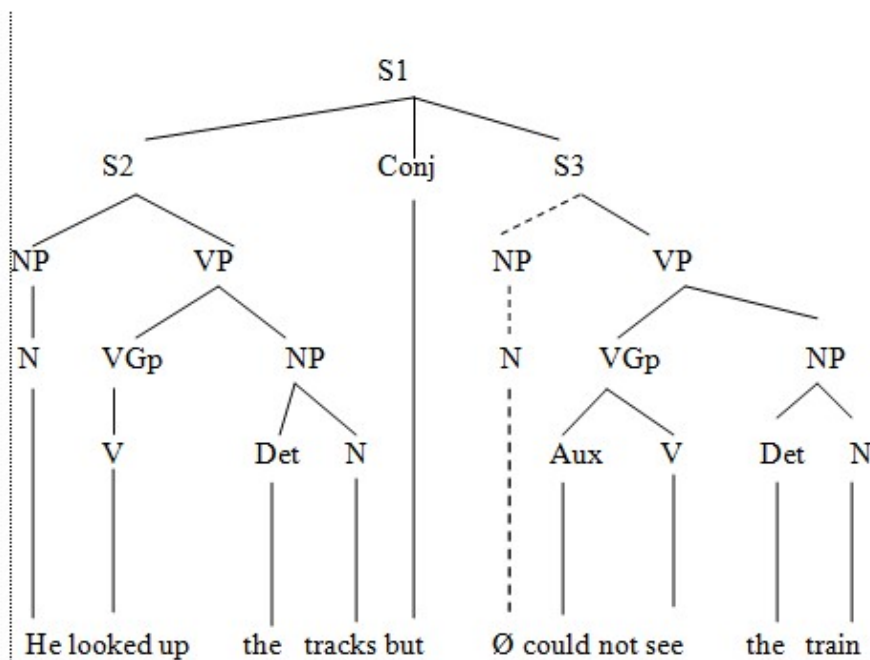 S1
S2 Conj S3
NP VP NP VP
N VGp NP N VGp NP
V Det N Aux V Det N
He looked up the tracks but Ø could not see the train